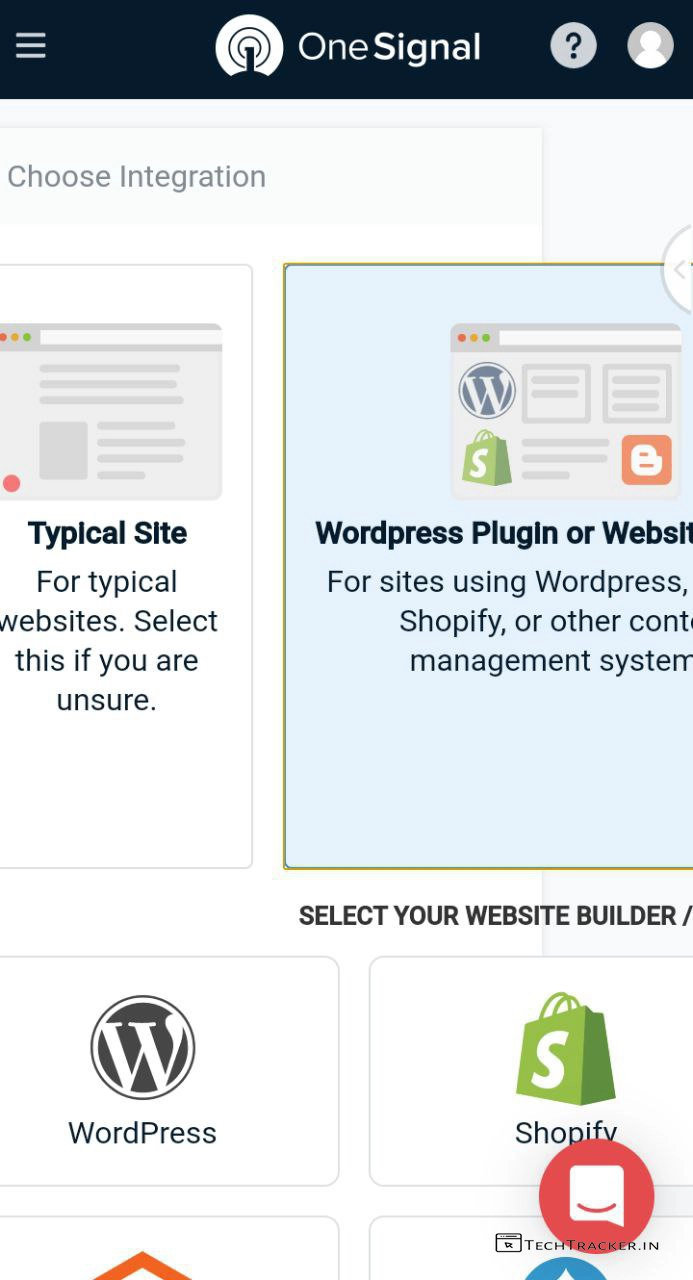 OneSignal
?
Choose Integration
Typical Site
For typical
websites. Select
this if you are
unsure.
Wordpress Plugin or Websit
For sites using Wordpress,
Shopify, or other conte
management system
SELECT YOUR WEBSITE BUILDER /
WordPress
Shopify
TECHTRACKER.IN